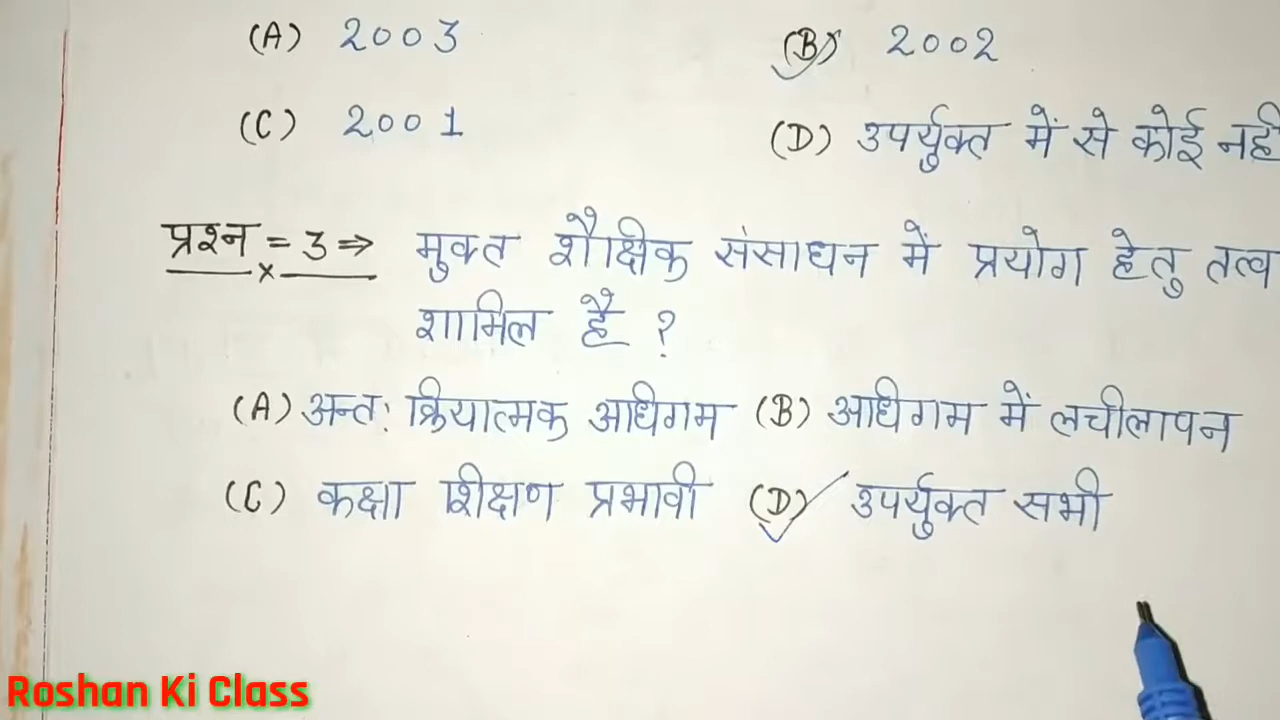 (A) 2003 (B) 2002
(C) 2001 (D) उपर्युक्त में से कोई नही
प्रश्न = 3 ⇒ मुक्त शैक्षिक संसाधन में प्रयोग हेतु तत्व
शामिल है ?
(A) अन्त: क्रियात्मक अधिगम (B) अधिगम में लचीलापन
(C) कक्षा शिक्षण प्रभावी (D) उपर्युक्त सभी
Roshan Ki Class